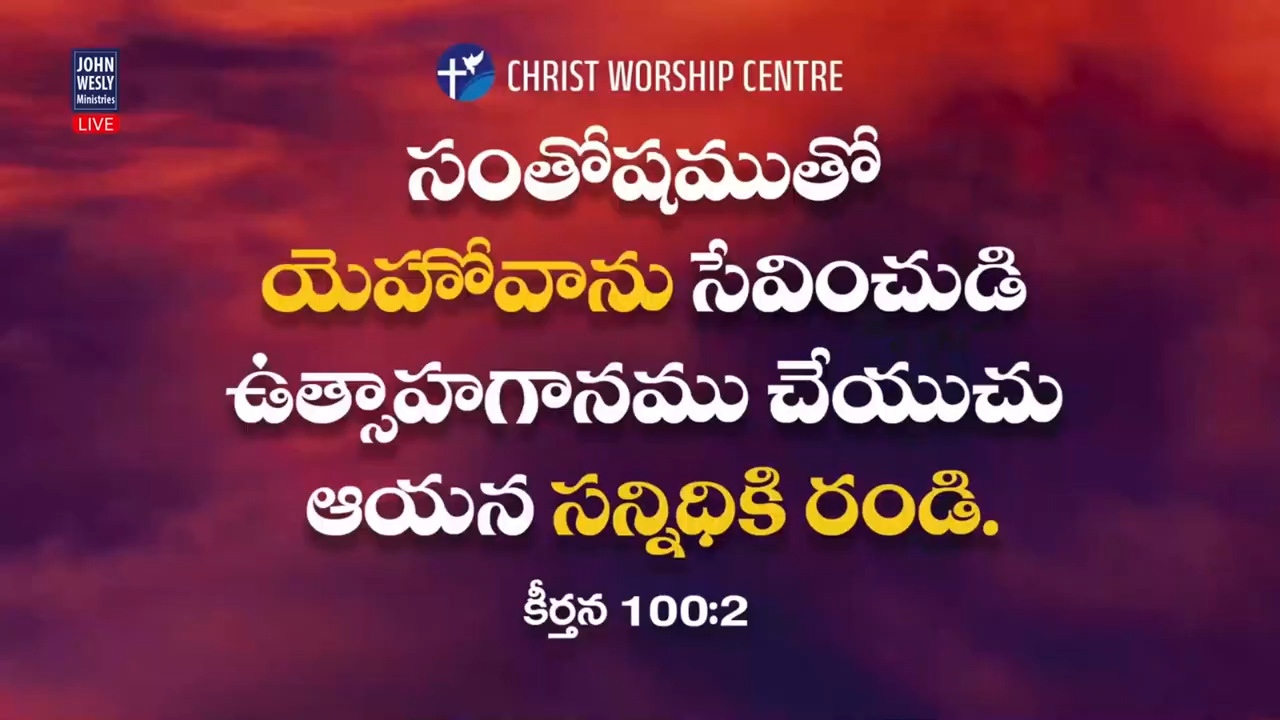 JOHN
WESLY
Ministries
LIVE
CHRIST WORSHIP CENTRE
సంతోషముతో
యెహోవాను సేవించుడి
ఉత్సాహగానము చేయుచు
ఆయన సన్నిధికి రండి.
కీర్తన 100:2